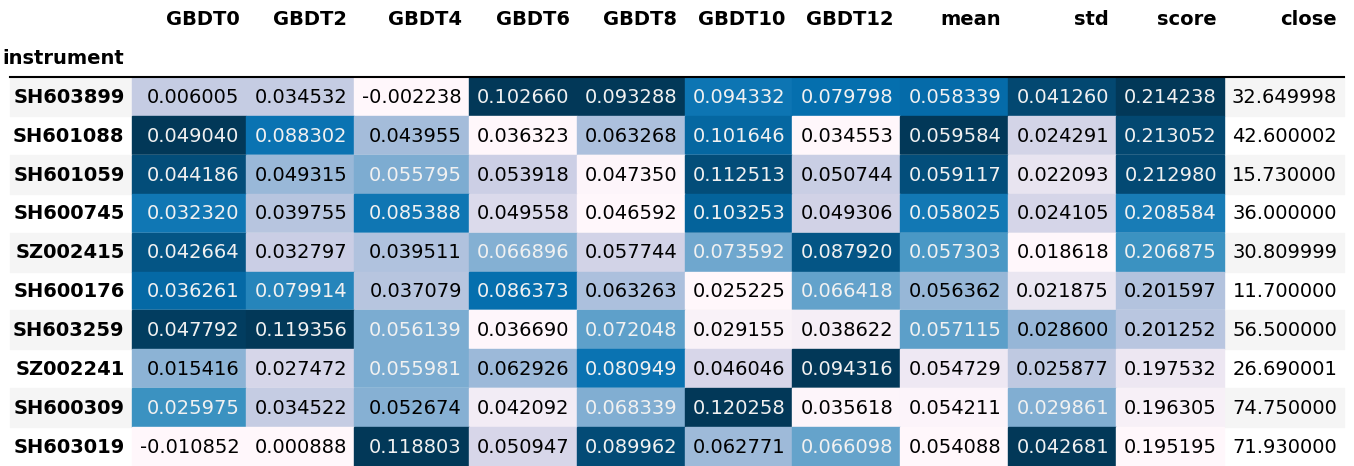 GBDT0 GBDT2 GBDT4 GBDT6 GBDT8 GBDT10 GBDT12 mean std score close
instrument
SH603899 0.006005 0.034532 -0.002238 0.102660 0.093288 0.094332 0.079798 0.058339 0.041260 0.214238 32.649998
SH601088 0.049040 0.088302 0.043955 0.036323 0.063268 0.101646 0.034553 0.059584 0.024291 0.213052 42.600002
SH601059 0.044186 0.049315 0.055795 0.053918 0.047350 0.112513 0.050744 0.059117 0.022093 0.212980 15.730000
SH600745 0.032320 0.039755 0.085388 0.049558 0.046592 0.103253 0.049306 0.058025 0.024105 0.208584 36.000000
SZ002415 0.042664 0.032797 0.039511 0.066896 0.057744 0.073592 0.087920 0.057303 0.018618 0.206875 30.809999
SH600176 0.036261 0.079914 0.037079 0.086373 0.063263 0.025225 0.066418 0.056362 0.021875 0.201597 11.700000
SH603259 0.047792 0.119356 0.056139 0.036690 0.072048 0.029155 0.038622 0.057115 0.028600 0.201252 56.500000
SZ002241 0.015416 0.027472 0.055981 0.062926 0.080949 0.046046 0.094316 0.054729 0.025877 0.197532 26.690001
SH600309 0.025975 0.034522 0.052674 0.042092 0.068339 0.120258 0.035618 0.054211 0.029861 0.196305 74.750000
SH603019 -0.010852 0.000888 0.118803 0.050947 0.089962 0.062771 0.066098 0.054088 0.042681 0.195195 71.930000